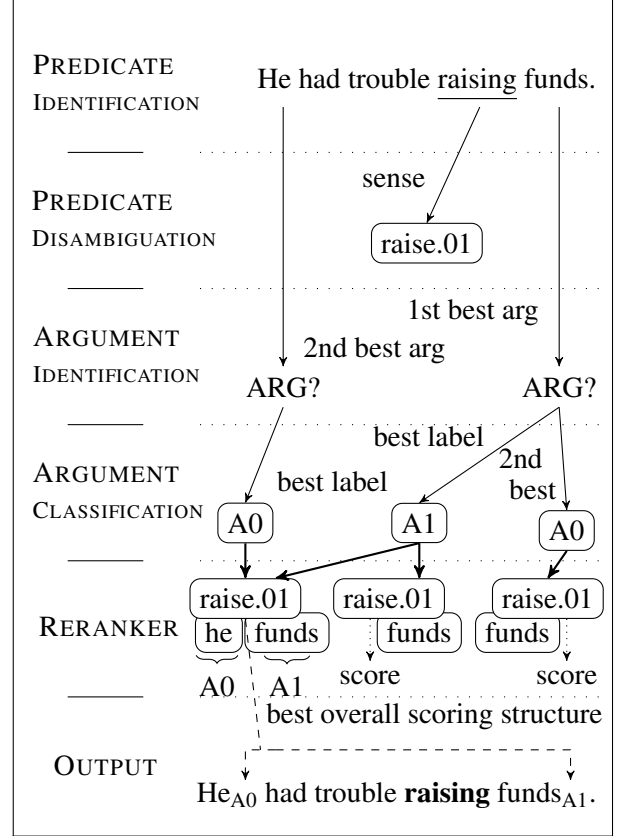 PREDICATE
IDENTIFICATION
He had trouble raising funds.
sense
PREDICATE
DISAMBIGUATION
raise.01
1st best arg
2nd best arg
ARGUMENT
IDENTIFICATION
ARG? ARG?
best label
2nd
best
ARGUMENT
CLASSIFICATION
best label
A0 A1 A0
raise.01 raise.01 raise.01
RERANKER
he funds funds funds
A0 A1 score score
best overall scoring structure
OUTPUT
HeA0 had trouble raising fundsA1.